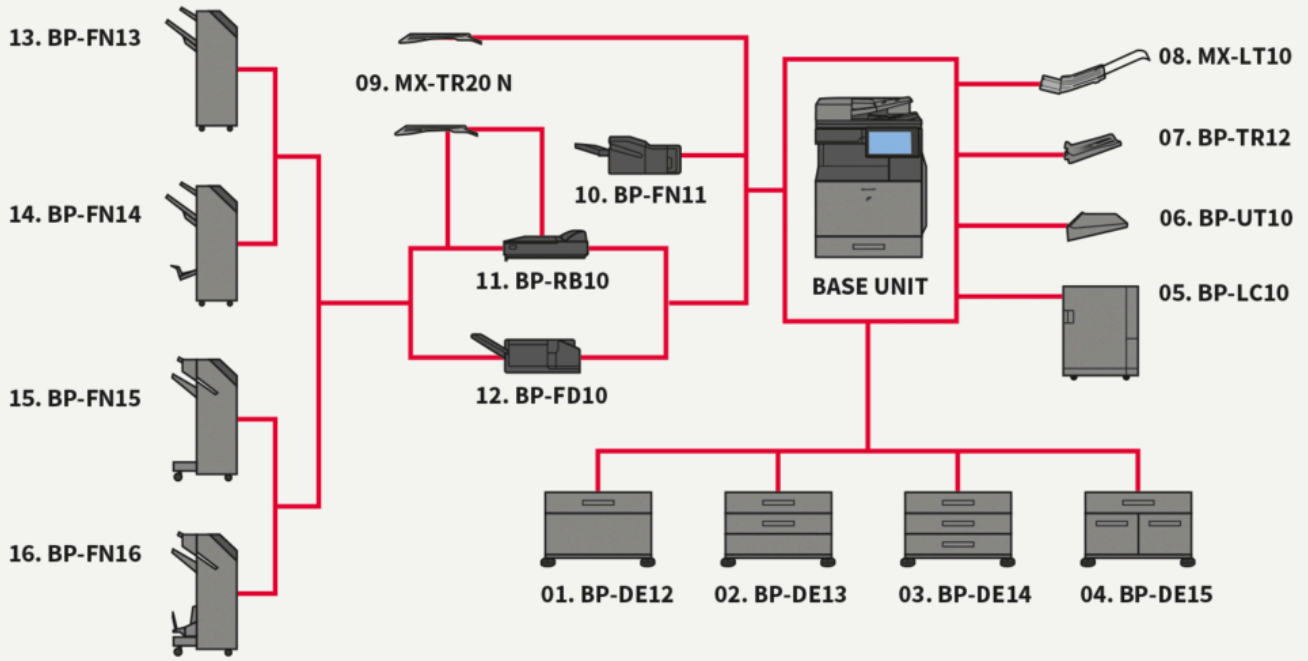 13. BP-FN13
09. MX-TR20 N
08. MX-LT10
07. BP-TR12
10. BP-FN11
14. BP-FN14
06. BP-UT10
11. BP-RB10
BASE UNIT
05. BP-LC10
15. BP-FN15
12. BP-FD10
16. BP-FN16
01. BP-DE12
02. BP-DE13
03. BP-DE14
04. BP-DE15